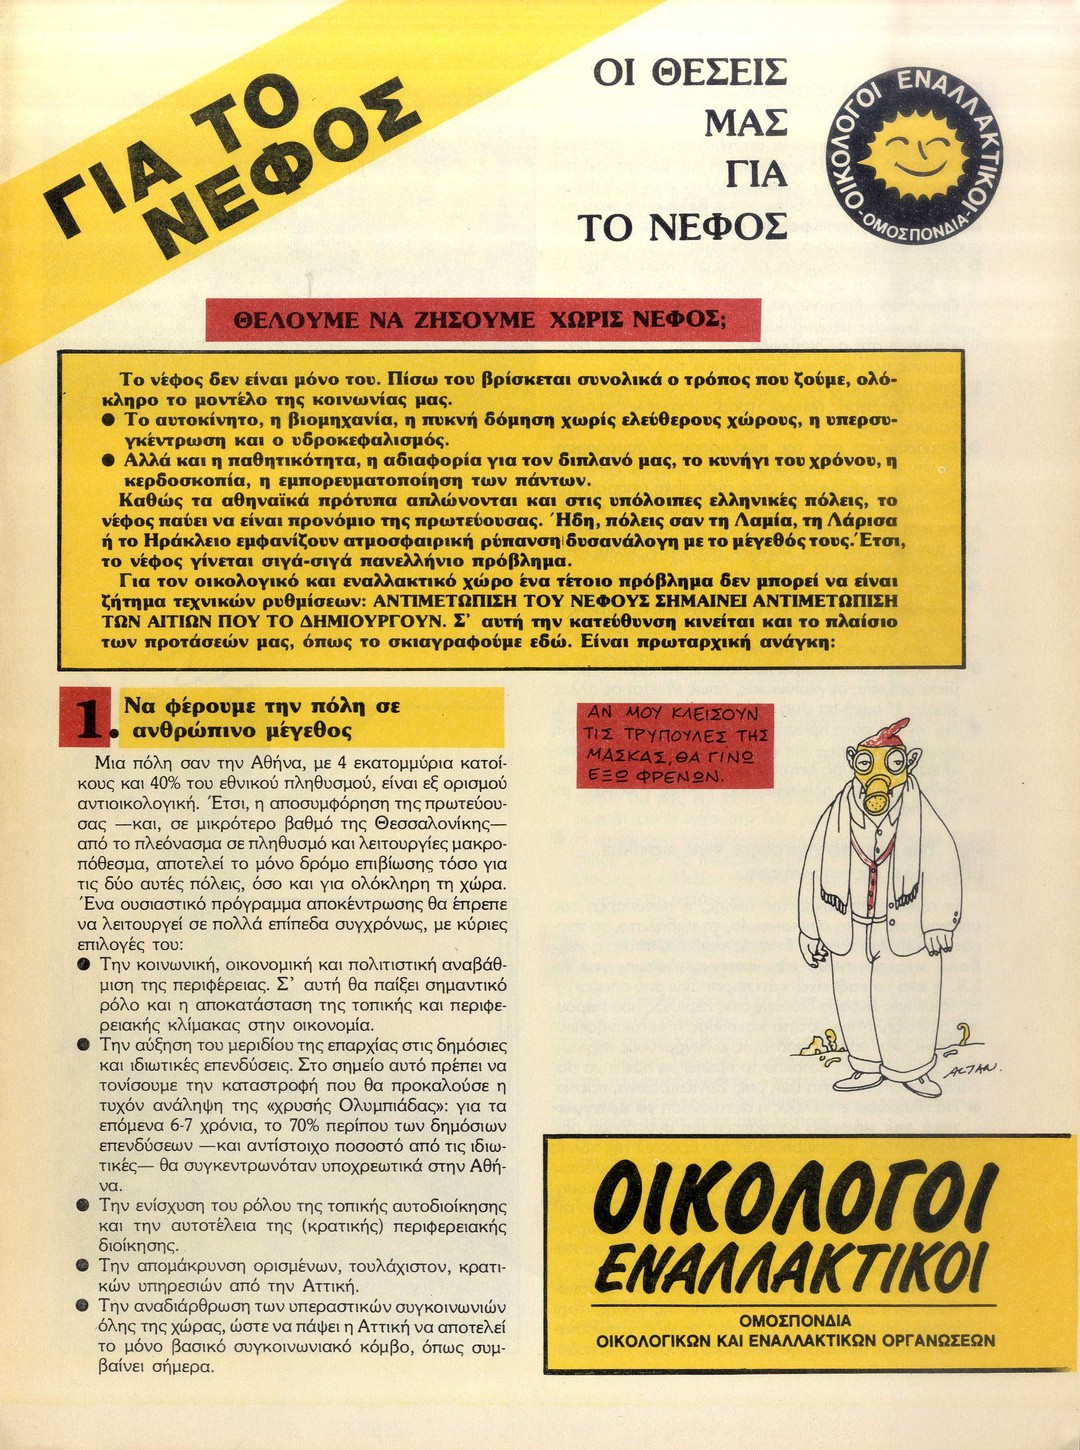 ΓΙΑ ΤΟ
ΝΕΦΟΣ
ΟΙ ΘΕΣΕΙΣ
ΜΑΣ
ΓΙΑ
ΤΟ ΝΕΦΟΣ
ΟΙΚΟΛΟΓΟΙ ΕΝΑΛΛΑΚΤΙΚΟΙ
-ΟΜΟΣΠΟΝΔΙΑ-
ΘΕΛΟΥΜΕ ΝΑ ΖΗΣΟΥΜΕ ΧΩΡΙΣ ΝΕΦΟΣ;
Το νέφος δεν είναι μόνο του. Πίσω του βρίσκεται συνολικά ο τρόπος που ζούμε, ολό-
κληρο το μοντέλο της κοινωνίας μας.
● Το αυτοκίνητο, η βιομηχανία, η πυκνή δόμηση χωρίς ελεύθερους χώρους, η υπερσυ-
γκέντρωση και ο υδροκεφαλισμός.
● Αλλά και η παθητικότητα, η αδιαφορία για τον διπλανό μας, το κυνήγι του χρόνου, η
κερδοσκοπία, η εμπορευματοποίηση των πάντων.
Καθώς τα αθηναϊκά πρότυπα απλώνονται και στις υπόλοιπες ελληνικές πόλεις, το
νέφος παύει να είναι προνόμιο της πρωτεύουσας. Ήδη, πόλεις σαν τη Λαμία, τη Λάρισα
ή το Ηράκλειο εμφανίζουν ατμοσφαιρική ρύπανση δυσανάλογη με το μέγεθός τους. Έτσι,
το νέφος γίνεται σιγά-σιγά πανελλήνιο πρόβλημα.
Για τον οικολογικό και εναλλακτικό χώρο ένα τέτοιο πρόβλημα δεν μπορεί να είναι
ζήτημα τεχνικών ρυθμίσεων: ΑΝΤΙΜΕΤΩΠΙΣΗ ΤΟΥ ΝΕΦΟΥΣ ΣΗΜΑΙΝΕΙ ΑΝΤΙΜΕΤΩΠΙΣΗ
ΤΩΝ ΑΙΤΙΩΝ ΠΟΥ ΤΟ ΔΗΜΙΟΥΡΓΟΥΝ. Σ' αυτή την κατεύθυνση κινείται και το πλαίσιο
των προτάσεών μας, όπως το σκιαγραφούμε εδώ. Είναι πρωταρχική ανάγκη:
1. Να φέρουμε την πόλη σε
ανθρώπινο μέγεθος
Μια πόλη σαν την Αθήνα, με 4 εκατομμύρια κατοί-
κους και 40% του εθνικού πληθυσμού, είναι εξ ορισμού
αντιοικολογική. Έτσι, η αποσυμφόρηση της πρωτεύου-
σας —και, σε μικρότερο βαθμό της Θεσσαλονίκης—
από το πλεόνασμα σε πληθυσμό και λειτουργίες μακρο-
πόθεσμα, αποτελεί το μόνο δρόμο επιβίωσης τόσο για
τις δύο αυτές πόλεις, όσο και για ολόκληρη τη χώρα.
Ένα ουσιαστικό πρόγραμμα αποκέντρωσης θα έπρεπε
να λειτουργεί σε πολλά επίπεδα συγχρόνως, με κύριες
επιλογές του:
● Την κοινωνική, οικονομική και πολιτιστική αναβάθ-
μιση της περιφέρειας. Σ' αυτή θα παίξει σημαντικό
ρόλο και η αποκατάσταση της τοπικής και περιφε-
ρειακής κλίμακας στην οικονομία.
● Την αύξηση του μεριδίου της επαρχίας στις δημόσιες
και ιδιωτικές επενδύσεις. Στο σημείο αυτό πρέπει να
τονίσουμε την καταστροφή που θα προκαλούσε η
τυχόν ανάληψη της «χρυσής Ολυμπιάδας»: για τα
επόμενα 6-7 χρόνια, το 70% περίπου των δημόσιων
επενδύσεων —και αντίστοιχο ποσοστό από τις ιδιω-
τικές— θα συγκεντρωνόταν υποχρεωτικά στην Αθή-
να.
● Την ενίσχυση του ρόλου της τοπικής αυτοδιοίκησης
και την αυτοτέλεια της (κρατικής) περιφερειακής
διοίκησης.
● Την απομάκρυνση ορισμένων, τουλάχιστον, κρατι-
κών υπηρεσιών από την Αττική.
● Την αναδιάρθρωση των υπεραστικών συγκοινωνιών
όλης της χώρας, ώστε να πάψει η Αττική να αποτελεί
το μόνο βασικό συγκοινωνιακό κόμβο, όπως συμ-
βαίνει σήμερα.
ΑΝ ΜΟΥ ΚΛΕΙΣΟΥΝ
ΤΙΣ ΤΡΥΠΟΥΛΕΣ ΤΗΣ
ΜΑΣΚΑΣ, ΘΑ ΓΙΝΩ
ΕΞΩ ΦΡΕΝΩΝ.
ALTAN.
ΟΙΚΟΛΟΓΟΙ
ΕΝΑΛΛΑΚΤΙΚΟΙ
ΟΜΟΣΠΟΝΔΙΑ
ΟΙΚΟΛΟΓΙΚΩΝ ΚΑΙ ΕΝΑΛΛΑΚΤΙΚΩΝ ΟΡΓΑΝΩΣΕΩΝ